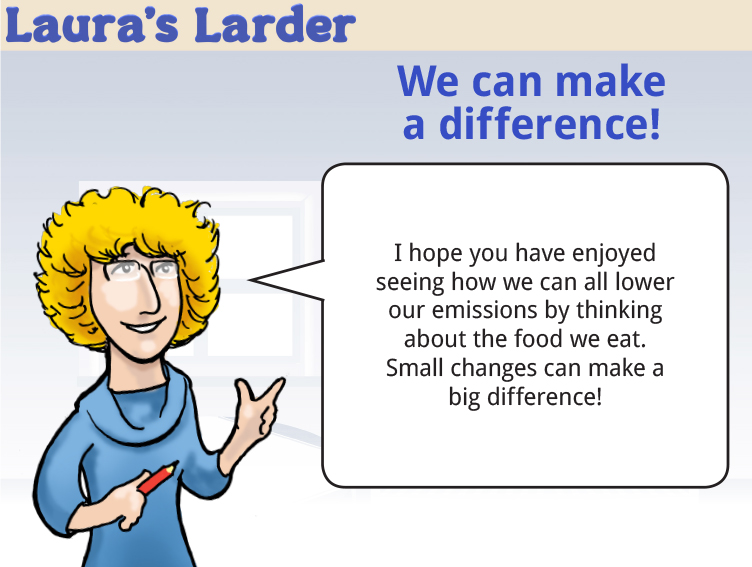 Laura's Larder
We can make
a difference!
I hope you have enjoyed
seeing how we can all lower
our emissions by thinking
about the food we eat.
Small changes can make a
big difference!